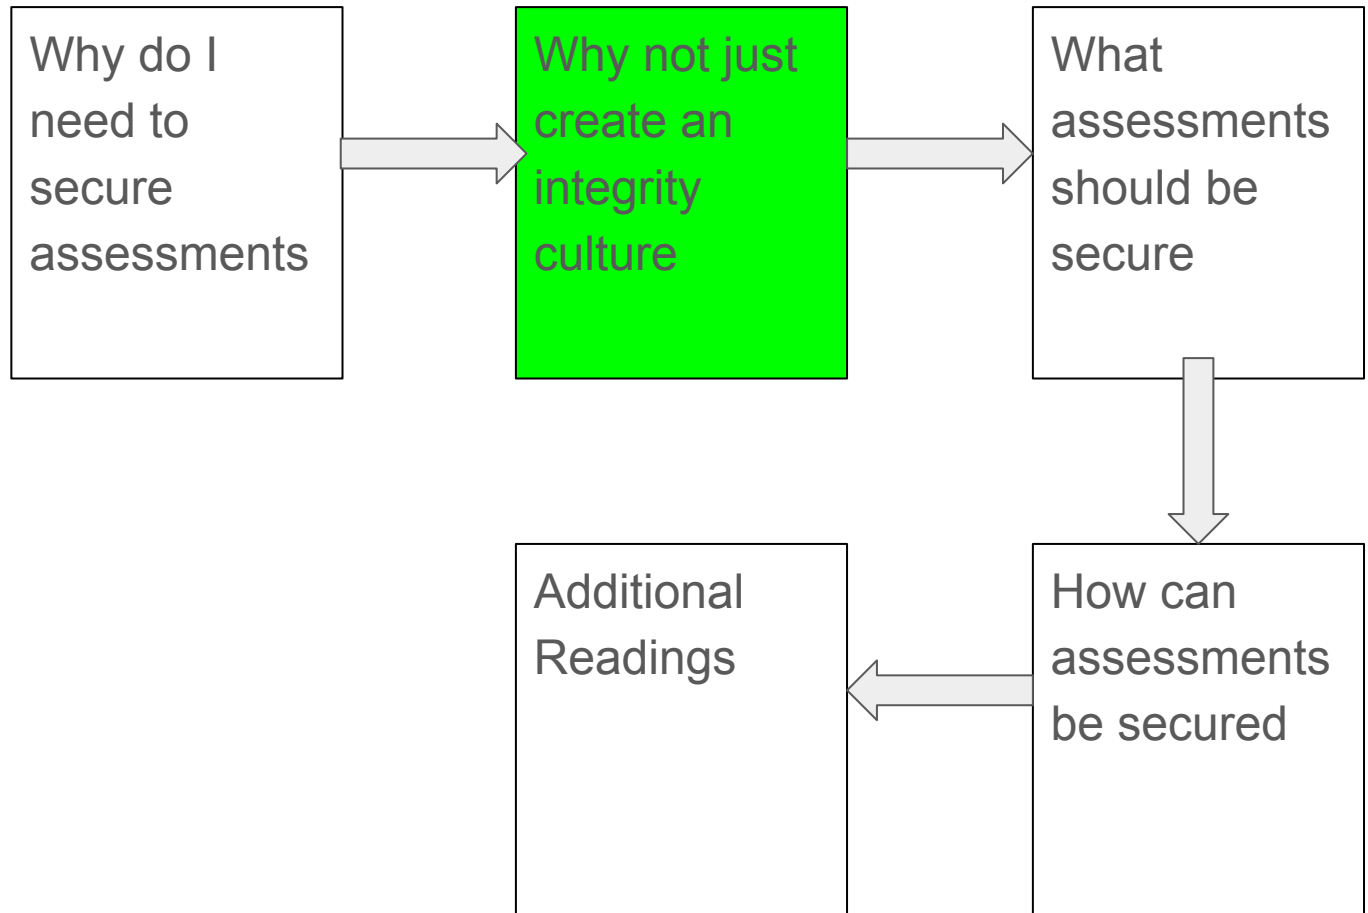 Why do I
need to
secure
assessments
Why not just
create an
integrity
culture
What
assessments
should be
secure
How can
assessments
be secured
Additional
Readings